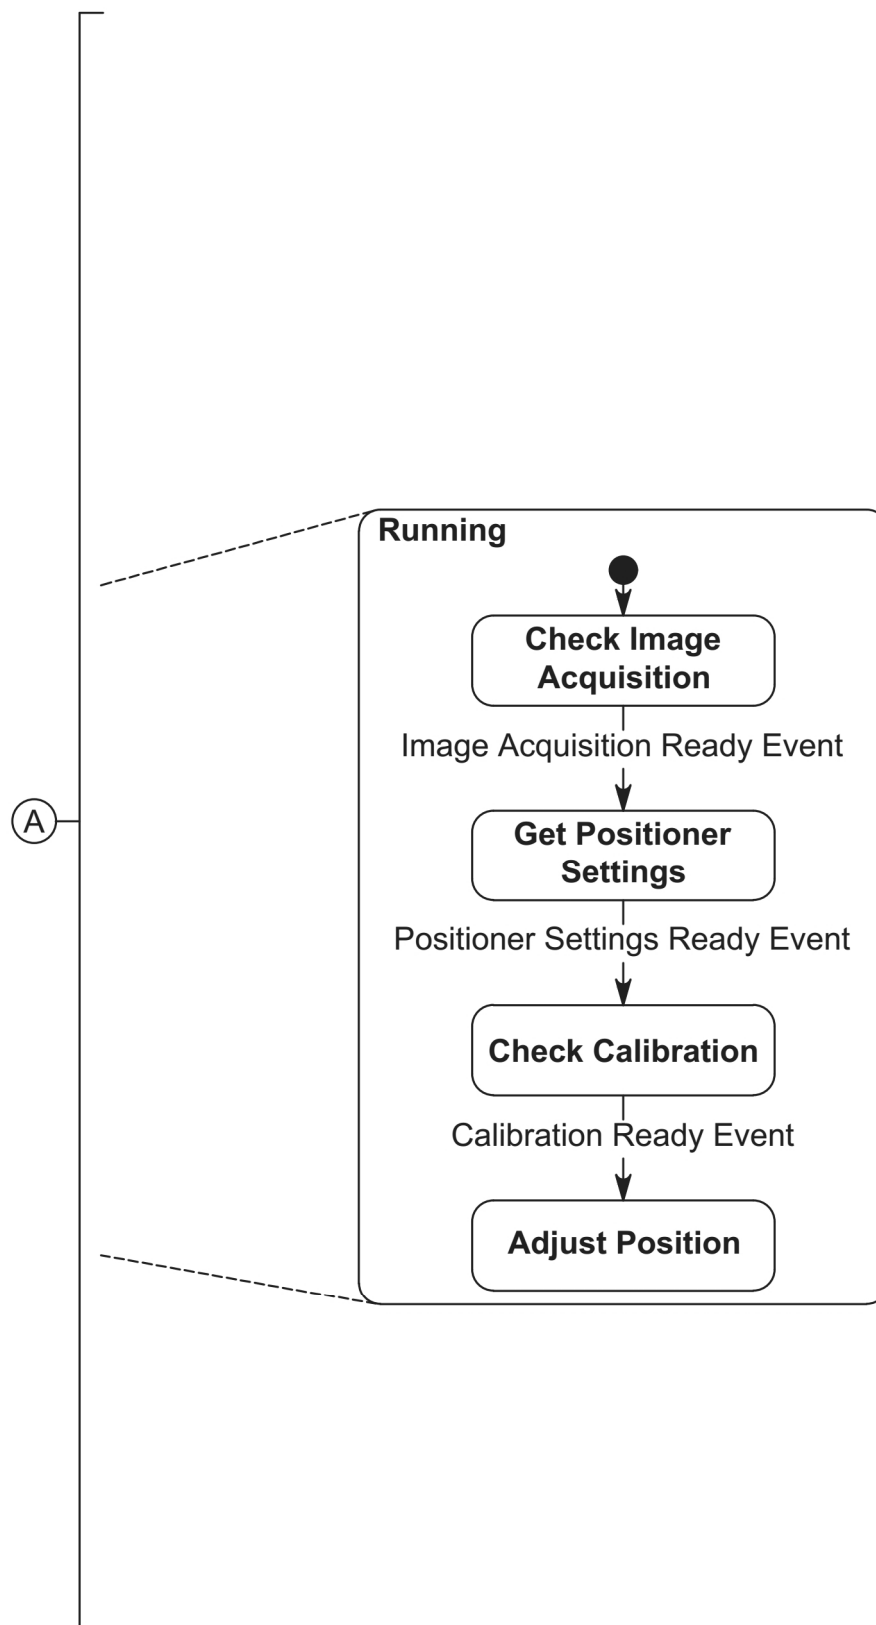 Running
Check Image
Acquisition
Image Acquisition Ready Event
Get Positioner
Settings
A
Positioner Settings Ready Event
Check Calibration
Calibration Ready Event
Adjust Position